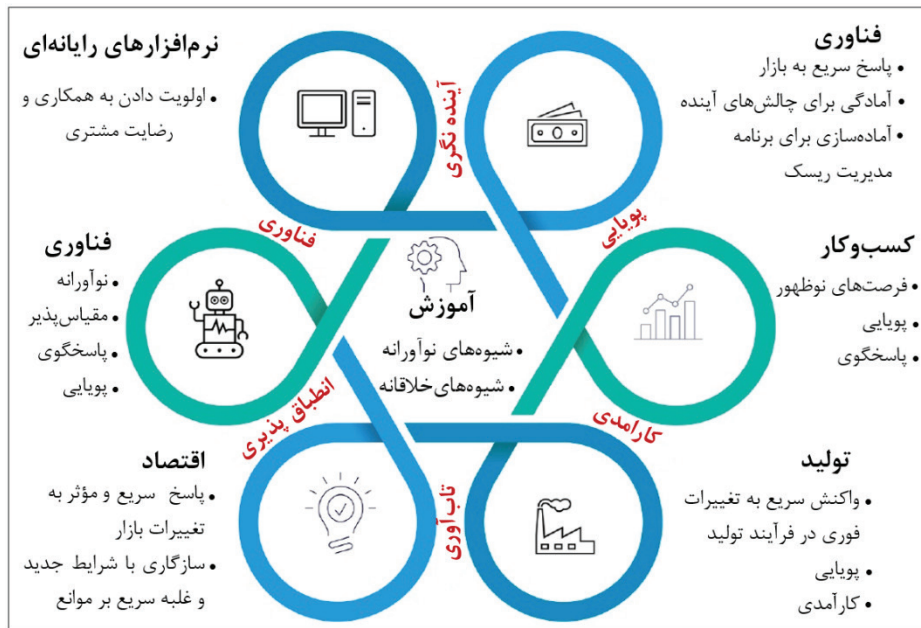 فناوری
• پاسخ سریع به بازار
• آمادگی برای چالش‌های آینده
• آماده‌سازی برای برنامه
مدیریت ریسک
نرم‌افزارهای رایانه‌ای
• اولویت دادن به همکاری و
رضایت مشتری
آینده نگری
پویایی
فناوری
کسب‌وکار
• فرصت‌های نوظهور
• پویایی
• پاسخگوی
آموزش
• شیوه‌های نوآورانه
• شیوه‌های خلاقانه
فناوری
• نوآورانه
• مقیاس‌پذیر
• پاسخگوی
• پویایی
کارامدی
انطباق پذیری
تاب‌آوری
تولید
• واکنش سریع به تغییرات
فوری در فرآیند تولید
• پویایی
• کارآمدی
اقتصاد
• پاسخ سریع و مؤثر به
تغییرات بازار
• سازگاری با شرایط جدید
و غلبه سریع بر موانع